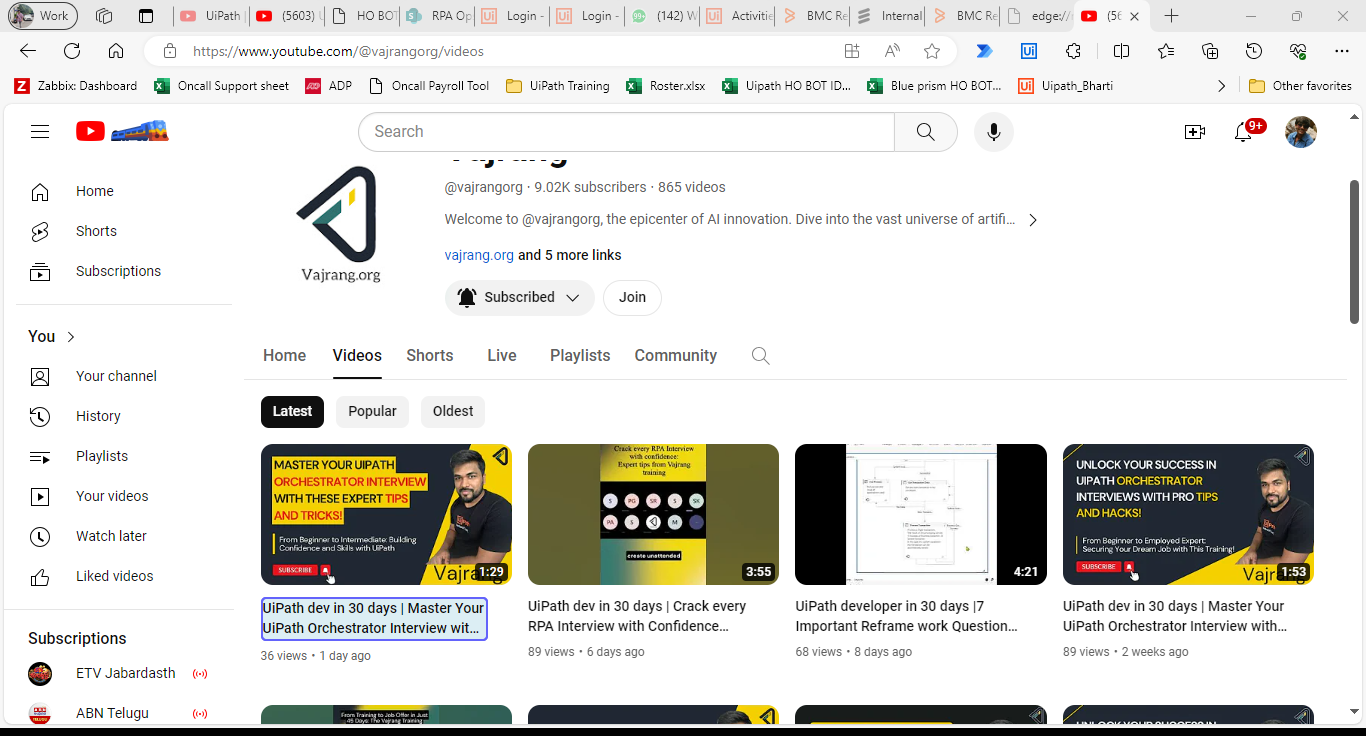 Work
UiPath
(5603)
HO BOT
RPA Op
Login -
Login -
(142) W
Activitie
BMC Re
Internal
BMC Re
edge://
(56
https://www.youtube.com/@vajrangorg/videos
Zabbix: Dashboard
Oncall Support sheet
ADP
Oncall Payroll Tool
UiPath Training
Roster.xlsx
Uipath HO BOT ID...
Blue prism HO BOT...
Uipath_Bharti
Other favorites
Search
9+
Home
Shorts
Subscriptions
You
Your channel
History
Playlists
Your videos
Watch later
Liked videos
Subscriptions
ETV Jabardasth
ABN Telugu
Vajrang.org
@vajrangorg · 9.02K subscribers · 865 videos
Welcome to @vajrangorg, the epicenter of AI innovation. Dive into the vast universe of artifi...
vajrang.org and 5 more links
Subscribed
Join
Home
Videos
Shorts
Live
Playlists
Community
Latest
Popular
Oldest
MASTER YOUR UIPATH
ORCHESTRATOR INTERVIEW
WITH THESE EXPERT TIPS
AND TRICKS!
From Beginner to Intermediate: Building
Confidence and Skills with UiPath
SUBSCRIBE
1:29
UiPath dev in 30 days | Master Your
UiPath Orchestrator Interview wit...
36 views • 1 day ago
Crack every RPA Interview
with confidence:
Expert tips from Vajrang
training
S
PG
SR
S
SK
PA
S
M
create unattended
3:55
UiPath dev in 30 days | Crack every
RPA Interview with Confidence...
89 views • 6 days ago
4:21
UiPath developer in 30 days |7
Important Reframe work Question...
68 views • 8 days ago
UNLOCK YOUR SUCCESS IN
UIPATH ORCHESTRATOR
INTERVIEWS WITH PRO TIPS
AND HACKS!
From Beginner to Employed Expert:
Securing Your Dream Job with This Training!
SUBSCRIBE
1:53
UiPath dev in 30 days | Master Your
UiPath Orchestrator Interview with...
89 views • 2 weeks ago
From Training to Job Offer in Just
45 Days: The Vajrang Training